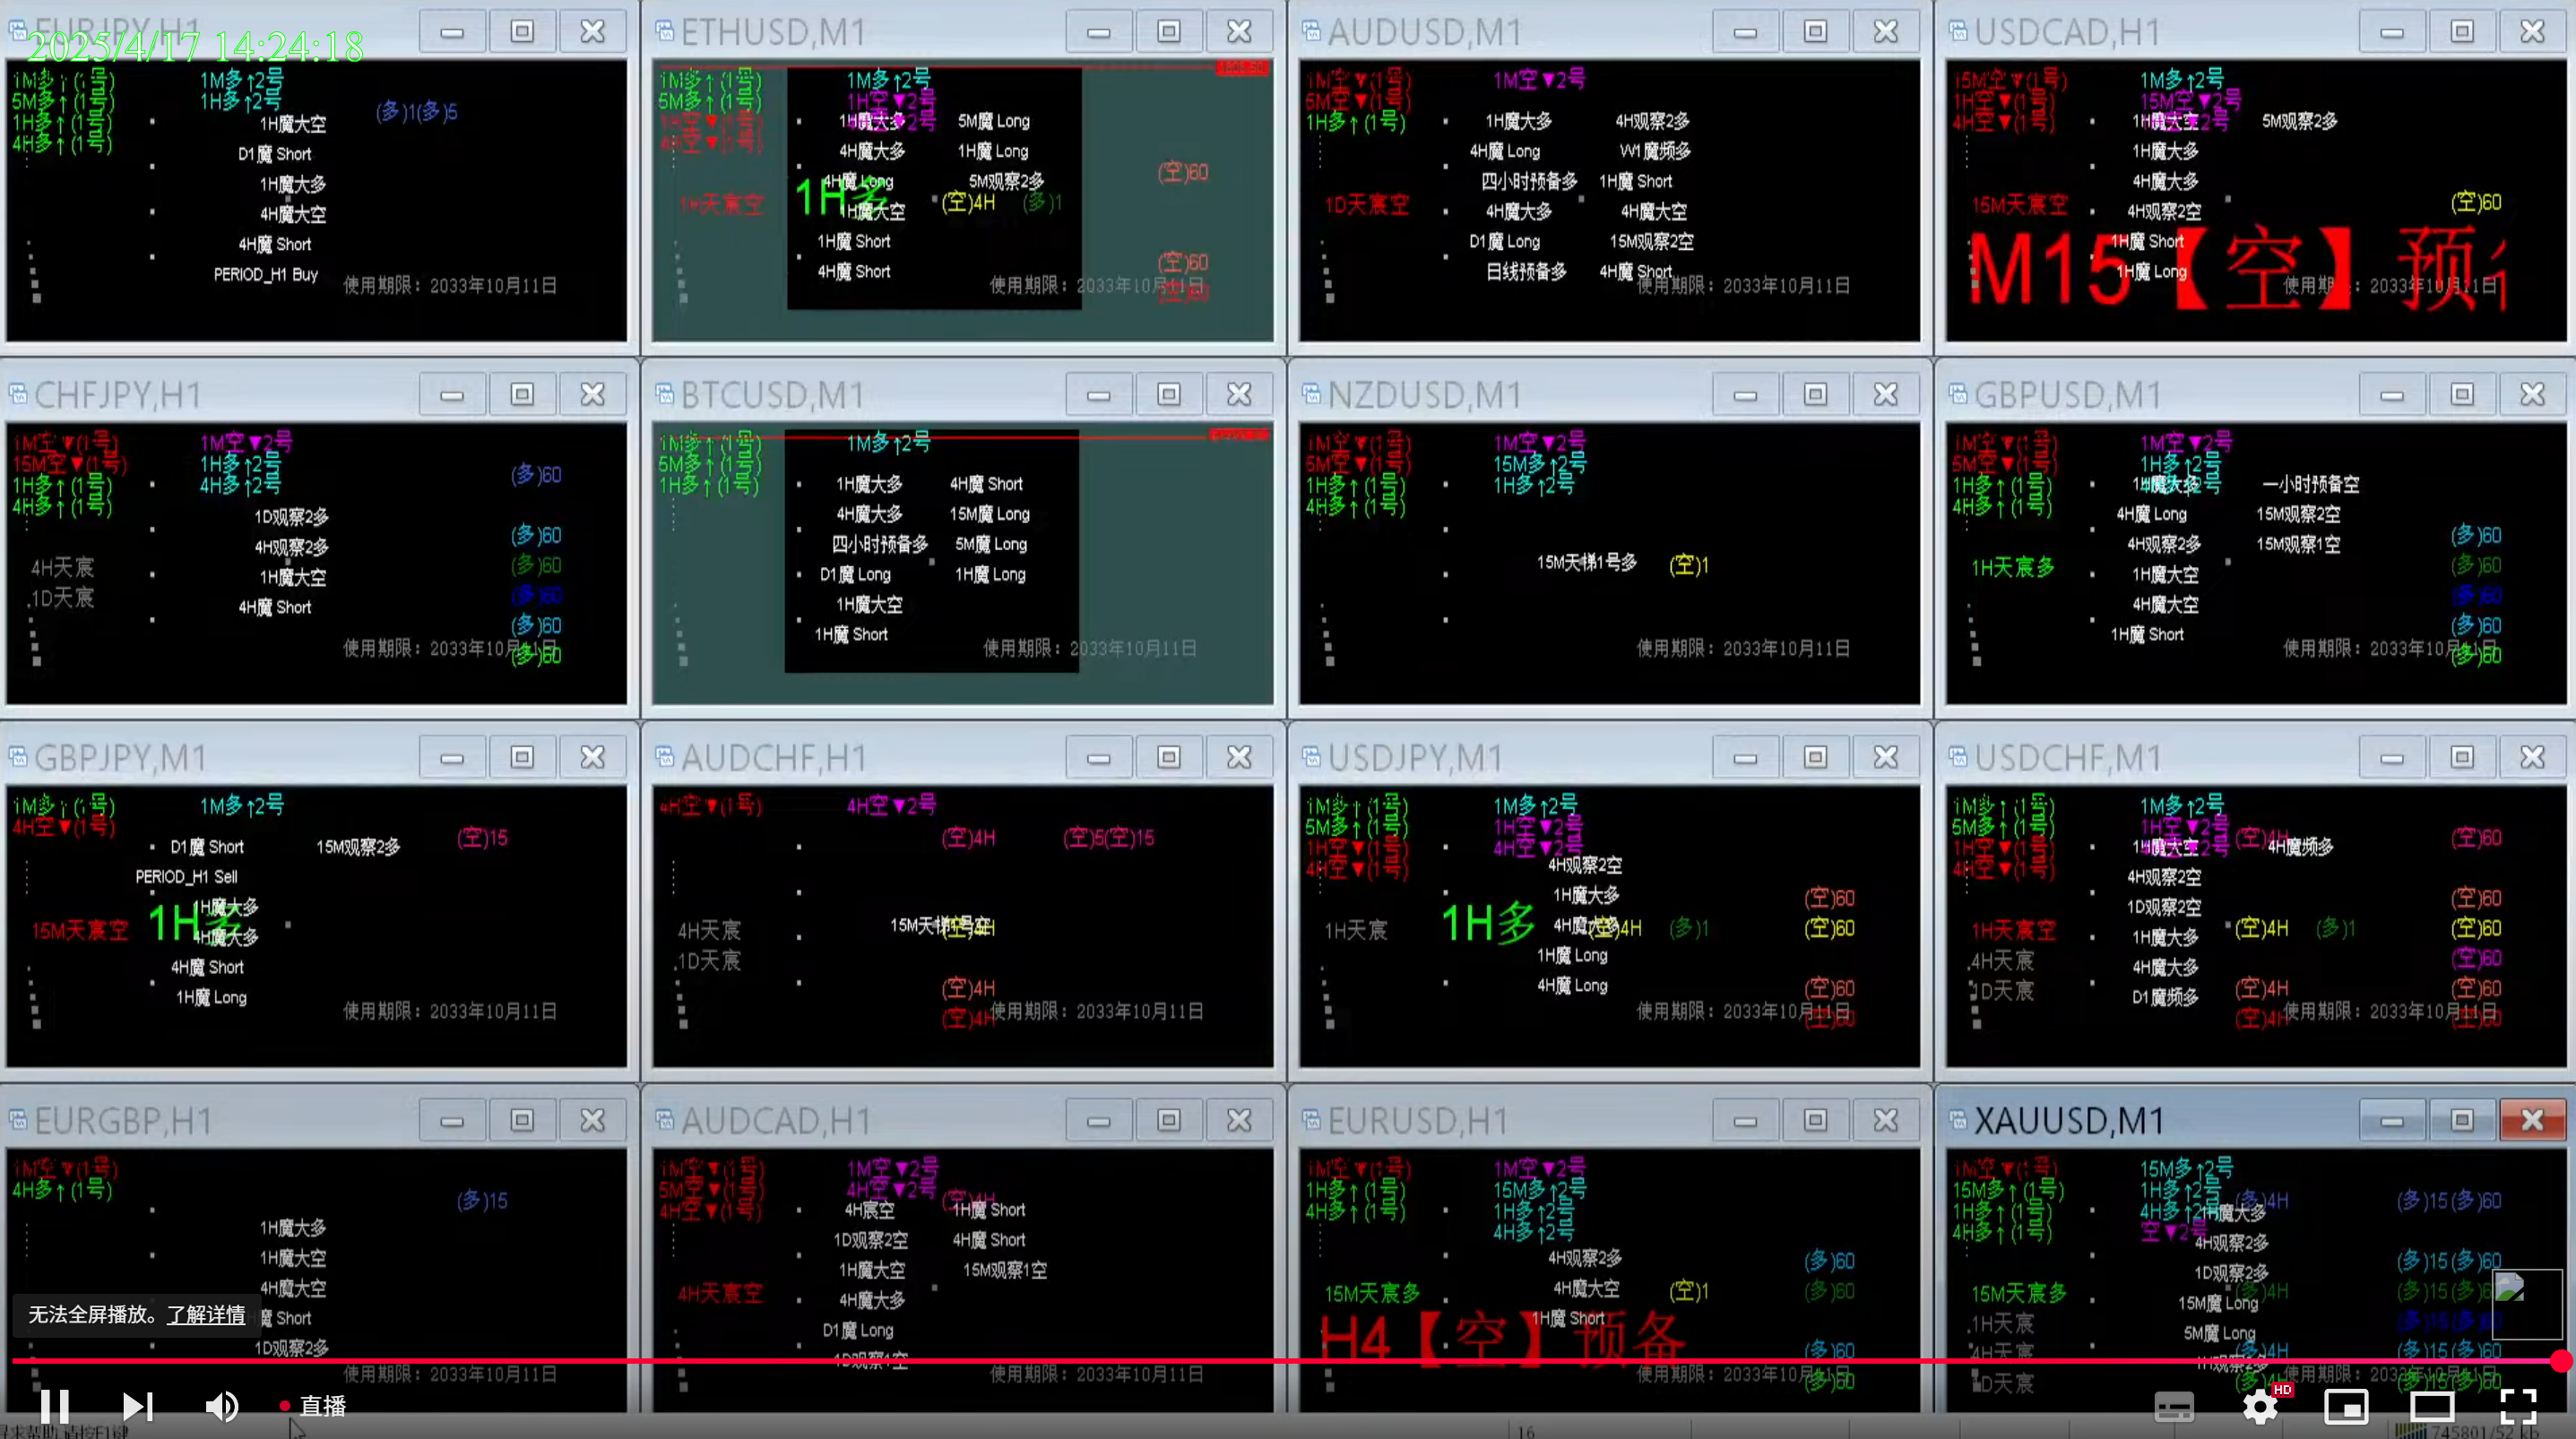 EURJPY,H1
2025/4/17 14:24:18
1M多↑(1号) 1M多↑2号
5M多↑(1号) 1H多↑2号 (多)1(多)5
1H多↑(1号) 1H魔大空
4H多↑(1号)
D1魔 Short
1H魔大多
4H魔大空
4H魔 Short
PERIOD_H1 Buy
使用期限：2033年10月11日
ETHUSD,M1
1M多↑(1号) 1M多↑2号
5M多↑(1号) 1H空▼2号
1H空▼(1号) 1H魔大多 5M魔 Long
4H空▼(1号) 4H魔大多 1H魔 Long
(空)60
4H魔 Long 5M观察2多
1H天宸空 1H多 (空)4H (多)1
1H魔大空
1H魔 Short
4H魔 Short
(空)60
使用期限：2033年10月11日
(空)60
AUDUSD,M1
1M空▼(1号) 1M空▼2号
5M空▼(1号)
1H多↑(1号) 1H魔大多 4H观察2多
4H魔 Long W1魔频多
四小时预备多 1H魔 Short
1D天宸空 4H魔大多 4H魔大空
D1魔 Long 15M观察2空
日线预备多 4H魔 Short
使用期限：2033年10月11日
USDCAD,H1
15M空▼(1号) 1M多↑2号
1H空▼(1号) 15M空▼2号
4H空▼(1号) 1H魔大空 5M观察2多
1H魔大多
4H魔大多
15M天宸空 4H观察2空 (空)60
1H魔 Short
M15【空】预
1H魔 Long
使用期限：2033年10月11日
CHFJPY,H1
1M空▼(1号) 1M空▼2号
15M空▼(1号) 1H多↑2号 (多)60
1H多↑(1号) 4H多↑2号
4H多↑(1号)
1D观察2多
(多)60
4H观察2多
4H天宸 (多)60
1H魔大空
1D天宸 (多)60
4H魔 Short
(多)60
使用期限：2033年10月11日
(多)60
BTCUSD,M1
1M多↑(1号) 1M多↑2号
5M多↑(1号)
1H多↑(1号) 1H魔大多 4H魔 Short
4H魔大多 15M魔 Long
四小时预备多 5M魔 Long
D1魔 Long 1H魔 Long
1H魔大空
1H魔 Short
使用期限：2033年10月11日
NZDUSD,M1
1M空▼(1号) 1M空▼2号
5M空▼(1号) 15M多↑2号
1H多↑(1号) 1H多↑2号
4H多↑(1号)
15M天梯1号多 (空)1
使用期限：2033年10月11日
GBPUSD,M1
1M空▼(1号) 1M空▼2号
5M空▼(1号) 1H多↑2号
1H多↑(1号) 1H魔大多 一小时预备空
4H多↑(1号) 4H魔 Long 15M观察2空
(多)60
4H观察2多 15M观察1空
1H天宸多 (多)60
1H魔大空
(多)60
4H魔大空
(多)60
1H魔 Short
使用期限：2033年10月11日
(多)60
GBPJPY,M1
1M多↑(1号) 1M多↑2号
4H空▼(1号)
D1魔 Short 15M观察2多 (空)15
PERIOD_H1 Sell
1H魔大多
15M天宸空 1H多
4H魔大多
4H魔 Short
1H魔 Long
使用期限：2033年10月11日
AUDCHF,H1
4H空▼(1号) 4H空▼2号
(空)4H (空)5(空)15
4H天宸 (空)4H
1D天宸
(空)4H
使用期限：2033年10月11日
(空)4H
USDJPY,M1
1M多↑(1号) 1M多↑2号
5M多↑(1号) 1H空▼2号
1H空▼(1号) 4H空▼2号
4H空▼(1号) 4H观察2空
1H魔大多 (空)60
1H天宸 1H多 4H魔大多 (空)4H (多)1 (空)60
1H魔 Long
4H魔 Long (空)60
使用期限：2033年10月11日
(空)60
USDCHF,M1
1M多↑(1号) 1M多↑2号
5M多↑(1号) 1H空▼2号 (空)4H (空)60
1H空▼(1号) 1H魔大空 4H魔频多
4H空▼(1号) 4H观察2空
1D观察2空 (空)60
1H天宸空 1H魔大多 (空)4H (多)1 (空)60
4H天宸 4H魔大多 (空)60
1D天宸 D1魔频多 (空)4H (空)60
使用期限：2033年10月11日
(空)4H (空)60
EURGBP,H1
1M空▼(1号)
4H多↑(1号) (多)15
1H魔大多
1H魔大空
4H魔大空
魔 Short
1D观察2多
使用期限：2033年10月11日
AUDCAD,H1
1M空▼(1号) 1M空▼2号
5M空▼(1号) 4H空▼2号 (空)4H
4H空▼(1号) 4H宸空 1H魔 Short
1D观察2空 4H魔 Short
1H魔大空 15M观察1空
4H天宸空 4H魔大多
D1魔 Long
1D观察1空
使用期限：2033年10月11日
EURUSD,H1
1M空▼(1号) 1M空▼2号
1H多↑(1号) 15M多↑2号
4H多↑(1号) 1H多↑2号
4H多↑2号
4H观察2多 (多)60
15M天宸多 4H魔大空 (空)1 (多)60
1H魔 Short
H4【空】预备
(多)60
使用期限：2033年10月11日
(多)60
XAUUSD,M1
1M空▼(1号) 15M多↑2号
15M多↑(1号) 1H多↑2号 (多)4H (多)15(多)60
1H多↑(1号) 4H多↑2号 1H魔大多
4H多↑(1号) 空▼2号
4H观察2多
(多)15(多)60
1D观察2多
15M天宸多 (多)4H
15M魔 Long
1H天宸
5M魔 Long
4H天宸 (多)4H (多)15(多)60
1H观察2多
1D天宸 使用期限：2033年10月11日
无法全屏播放。了解详情
直播
HD
16
745801/52 kb